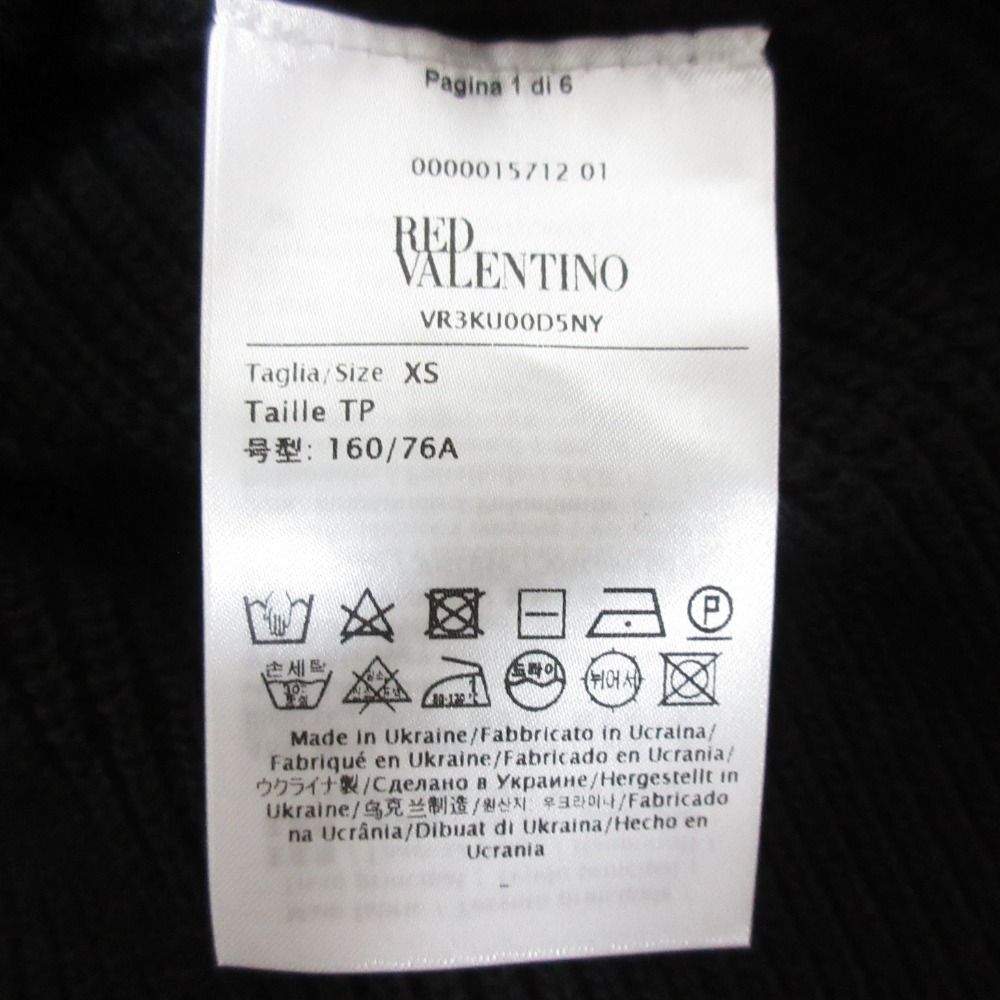 Pagina 1 di 6
0000015712 01
RED
VALENTINO
VR3KU00D5NY
Taglia/Size XS
Taille TP
号型: 160/76A
P
손세탁
드라이
80-120℃
뉘어서
Made in Ukraine/Fabbricato in Ucraina/
Fabriqué en Ukraine/Fabricado en Ucrania/
ウクライナ製/Сделано в Украине/Hergestellt in
Ukraine/乌克兰制造/원산지: 우크라이나/Fabricado
na Ucrânia/Dibuat di Ukraina/Hecho en
Ucrania
-